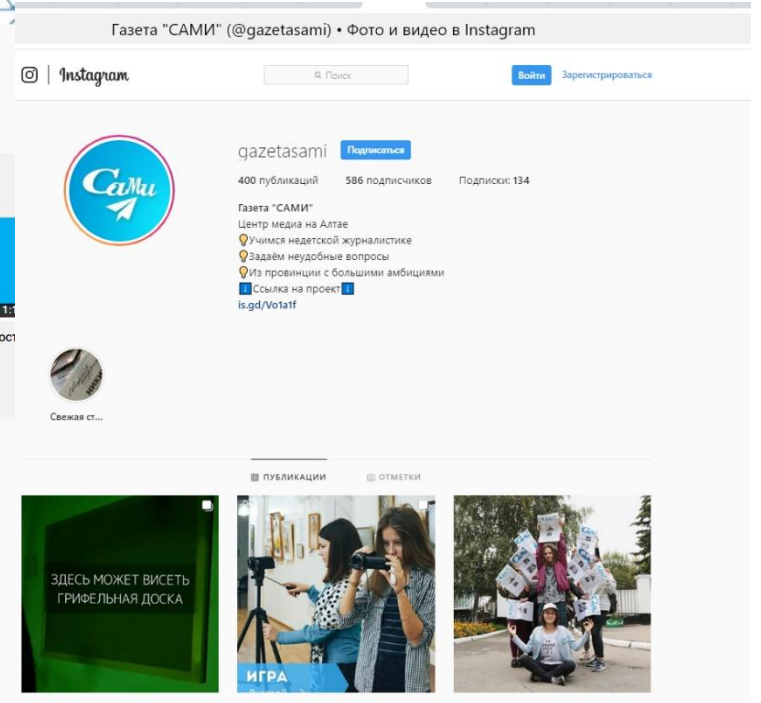 Газета "САМИ" (@gazetasami) • Фото и видео в Instagram
Instagram
Поиск
Войти
Зарегистрироваться
Сами
gazetasami
Подписаться
400 публикаций 586 подписчиков Подписки: 134
Газета "САМИ"
Центр медиа на Алтае
💡Учимся недетской журналистике
💡Задаём неудобные вопросы
💡Из провинции с большими амбициями
⬇Ссылка на проект⬇
is.gd/Vo1a1f
Свежая ст...
ПУБЛИКАЦИИ
ОТМЕТКИ
ЗДЕСЬ МОЖЕТ ВИСЕТЬ
ГРИФЕЛЬНАЯ ДОСКА
ИГРА
Сами